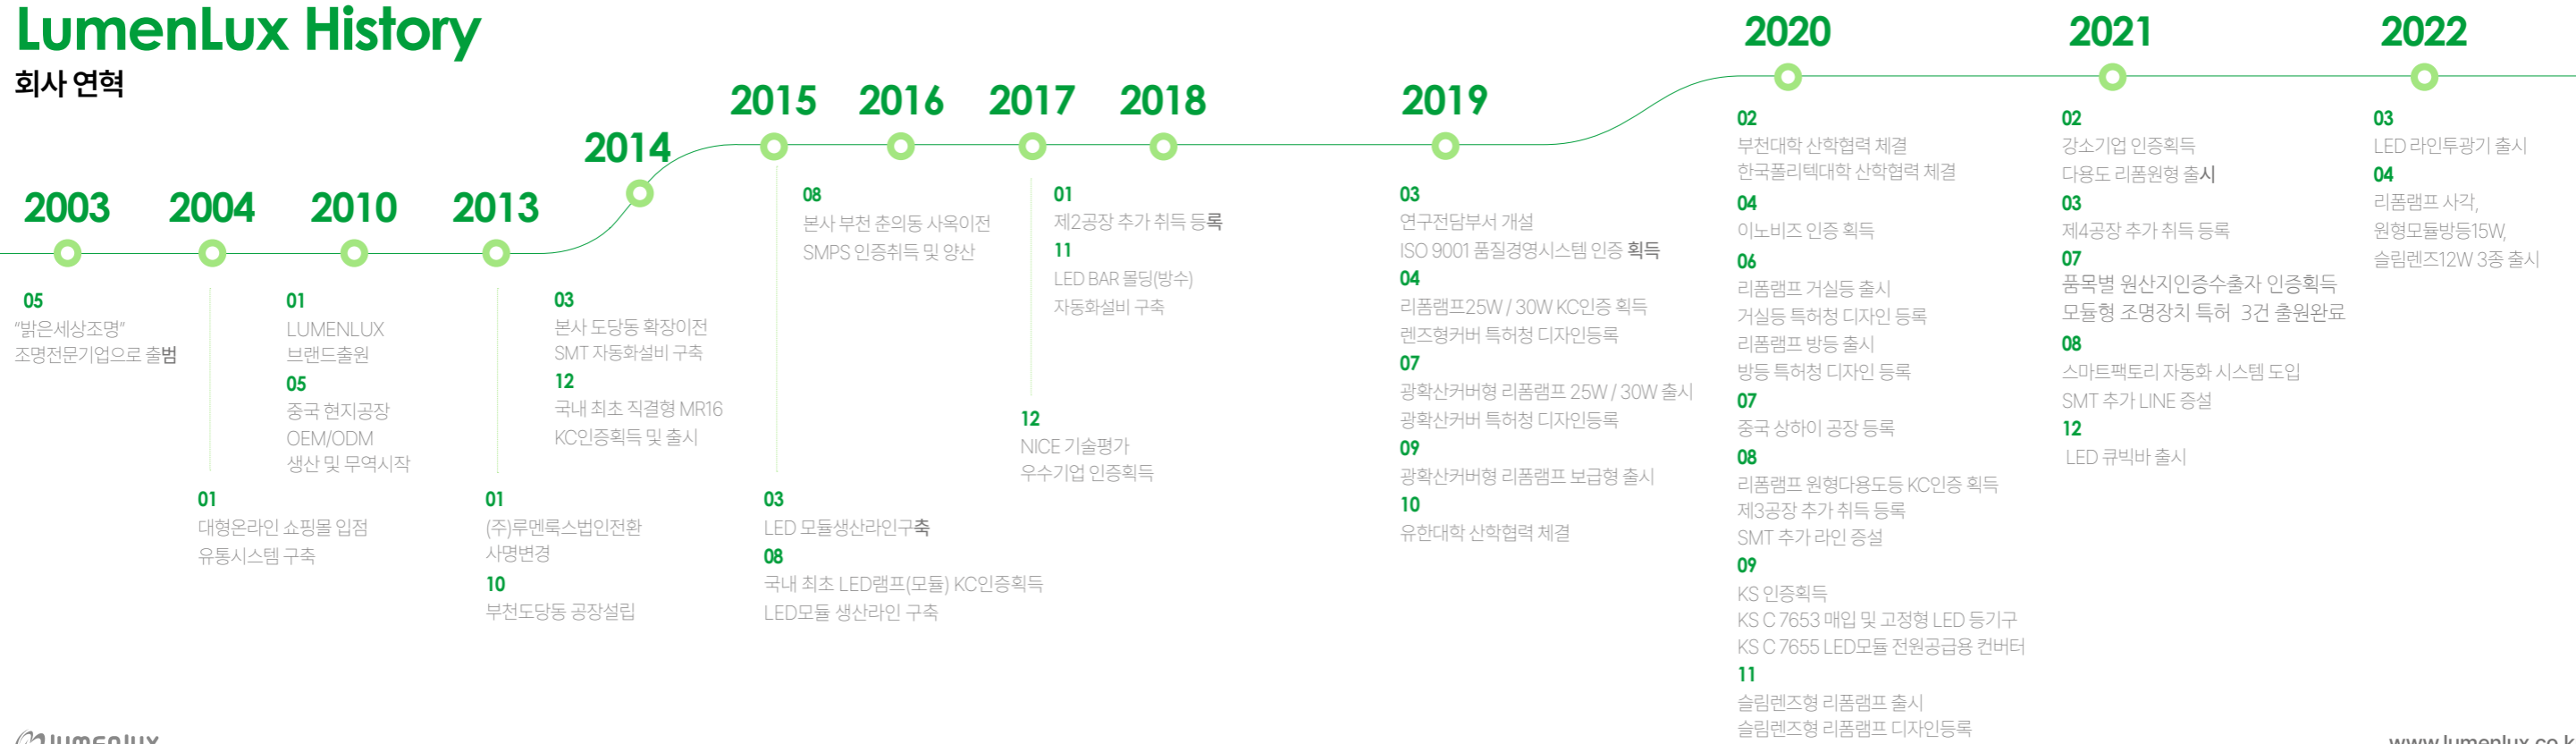 LumenLux History
회사 연혁
2003
05
“밝은세상조명”
조명전문기업으로 출범
2004
01
대형온라인 쇼핑몰 입점
유통시스템 구축
2010
01
LUMENLUX
브랜드출원
05
중국 현지공장
OEM/ODM
생산 및 무역시작
2013
01
(주)루멘룩스법인전환
사명변경
10
부천도당동 공장설립
2014
03
본사 도당동 확장이전
SMT 자동화설비 구축
12
국내 최초 직결형 MR16
KC인증획득 및 출시
2015
03
LED 모듈생산라인구축
08
국내 최초 LED램프(모듈) KC인증획득
LED모듈 생산라인 구축
2016
08
본사 부천 춘의동 사옥이전
SMPS 인증취득 및 양산
2017
12
NICE 기술평가
우수기업 인증획득
2018
01
제2공장 추가 취득 등록
11
LED BAR 몰딩(방수)
자동화설비 구축
2019
03
연구전담부서 개설
ISO 9001 품질경영시스템 인증 획득
04
리폼램프25W / 30W KC인증 획득
렌즈형커버 특허청 디자인등록
07
광확산커버형 리폼램프 25W / 30W 출시
광확산커버 특허청 디자인등록
09
광확산커버형 리폼램프 보급형 출시
10
유한대학 산학협력 체결
2020
02
부천대학 산학협력 체결
한국폴리텍대학 산학협력 체결
04
이노비즈 인증 획득
06
리폼램프 거실등 출시
거실등 특허청 디자인 등록
리폼램프 방등 출시
방등 특허청 디자인 등록
07
중국 상하이 공장 등록
08
리폼램프 원형다용도등 KC인증 획득
제3공장 추가 취득 등록
SMT 추가 라인 증설
09
KS 인증획득
KS C 7653 매입 및 고정형 LED 등기구
KS C 7655 LED모듈 전원공급용 컨버터
11
슬림렌즈형 리폼램프 출시
슬림렌즈형 리폼램프 디자인등록
2021
02
강소기업 인증획득
다용도 리폼원형 출시
03
제4공장 추가 취득 등록
07
품목별 원산지인증수출자 인증획득
모듈형 조명장치 특허 3건 출원완료
08
스마트팩토리 자동화 시스템 도입
SMT 추가 LINE 증설
12
LED 큐빅바 출시
2022
03
LED 라인투광기 출시
04
리폼램프 사각,
원형모듈방등15W,
슬림렌즈12W 3종 출시
lumenlux
www.lumenlux.co.k